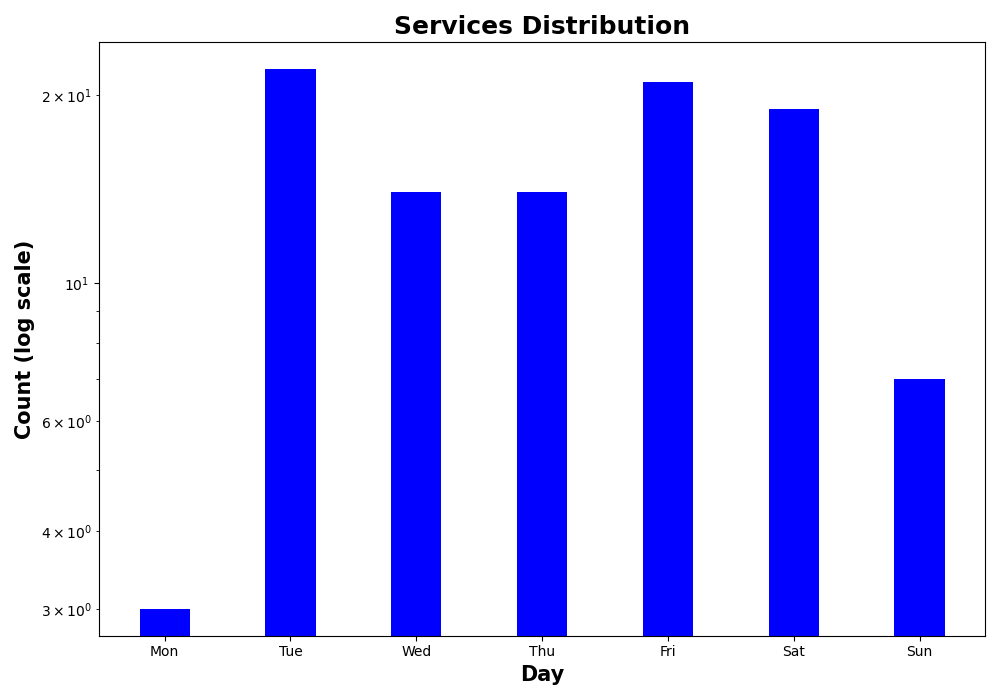 Services Distribution
Count (log scale)
2 × 10¹
10¹
6 × 10⁰
4 × 10⁰
3 × 10⁰
Mon Tue Wed Thu Fri Sat Sun
Day